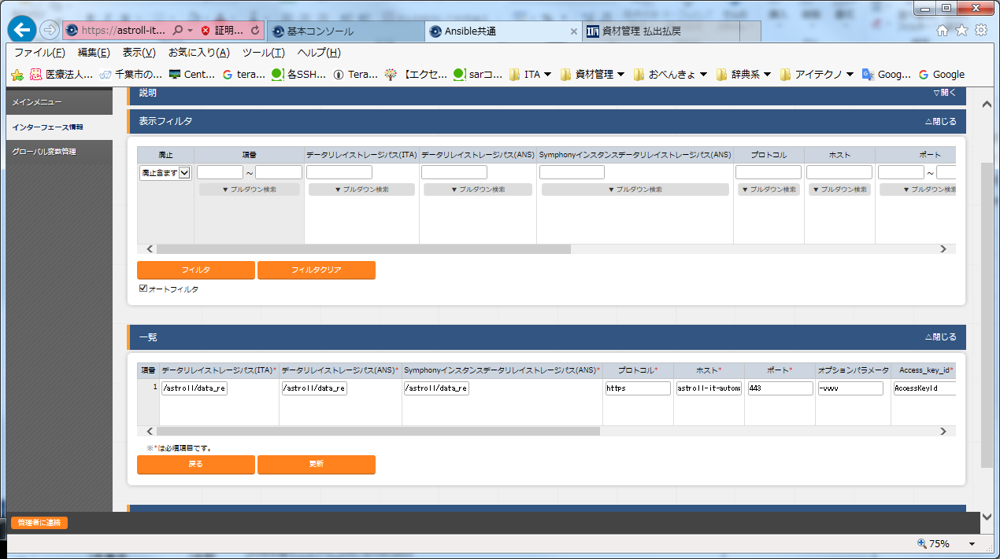 https://astroll-it... 証明... 基本コンソール Ansible共通 資材管理 払出払戻
ファイル(F) 編集(E) 表示(V) お気に入り(A) ツール(T) ヘルプ(H)
医療法人... 千葉市の... Cent... tera... 各SSH... Tera... 【エクセ... sarコ... ITA 資材管理 おべんきょ 辞典系 アイテクノ Goog... Google
メインメニュー
インターフェース情報
グローバル変数管理
説明 ▽開く
表示フィルタ △閉じる
廃止 項番 データリレイストレージパス(ITA) データリレイストレージパス(ANS) Symphonyインスタンスデータリレイストレージパス(ANS) プロトコル ホスト ポート
廃止含まず ～ ～
▼ プルダウン検索 ▼ プルダウン検索 ▼ プルダウン検索 ▼ プルダウン検索 ▼ プルダウン検索 ▼ プルダウン検索 ▼ プルダウン検索
フィルタ フィルタクリア
オートフィルタ
一覧 △閉じる
項番 データリレイストレージパス(ITA)* データリレイストレージパス(ANS)* Symphonyインスタンスデータリレイストレージパス(ANS)* プロトコル* ホスト* ポート* オプションパラメータ Access_key_id*
1 /astroll/data_re /astroll/data_re /astroll/data_re https astroll-it-autom 443 -vvvv AccessKeyId
※*は必須項目です。
戻る 更新
管理者に連絡
75%